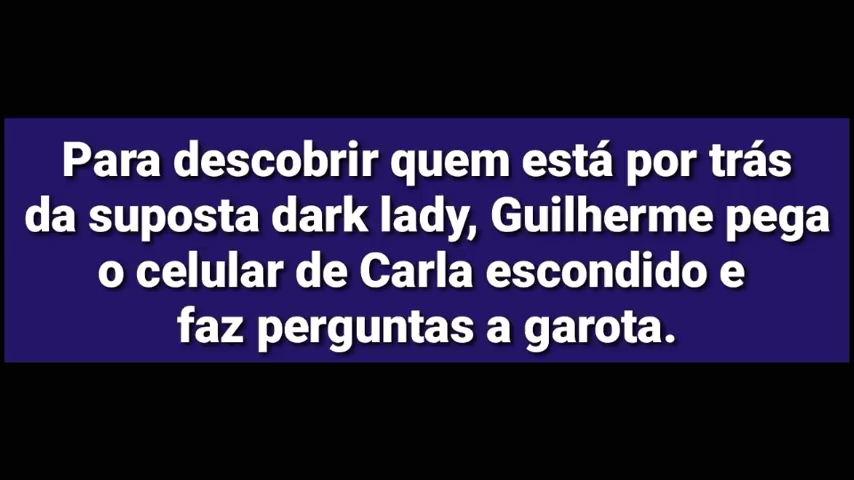 Para descobrir quem está por trás
da suposta dark lady, Guilherme pega
o celular de Carla escondido e
faz perguntas a garota.